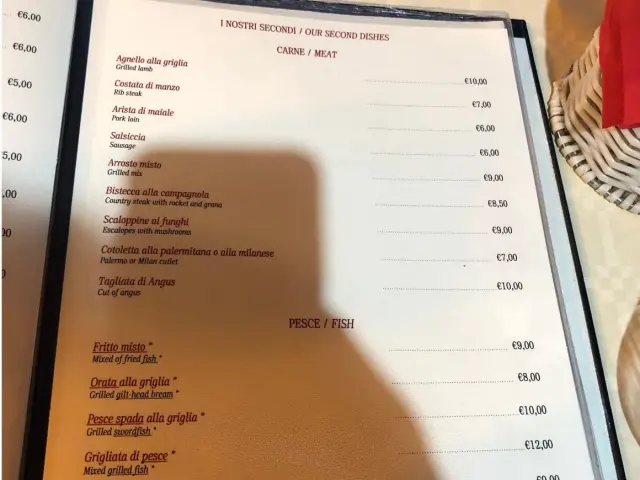 €6,00
€6,00
€5,00
€6,00
5,00
,00
I NOSTRI SECONDI / OUR SECOND DISHES
CARNE / MEAT
Agnello alla griglia €10,00
Grilled lamb
Costata di manzo €7,00
Rib steak
Arista di maiale €6,00
Pork loin
Salsiccia €6,00
Sausage
Arrosto misto €9,00
Grilled mix
Bistecca alla campagnola €8,50
Country steak with rocket and grana
Scaloppine ai funghi €9,00
Escalopes with mushrooms
Cotoletta alla palermitana o alla milanese €7,00
Palermo or Milan cutlet
Tagliata di Angus €10,00
Cut of angus
PESCE / FISH
Fritto misto * €9,00
Mixed of fried fish *
Orata alla griglia * €8,00
Grilled gilt-head bream *
Pesce spada alla griglia * €10,00
Grilled swordfish *
Grigliata di pesce * €12,00
Mixed grilled fish *